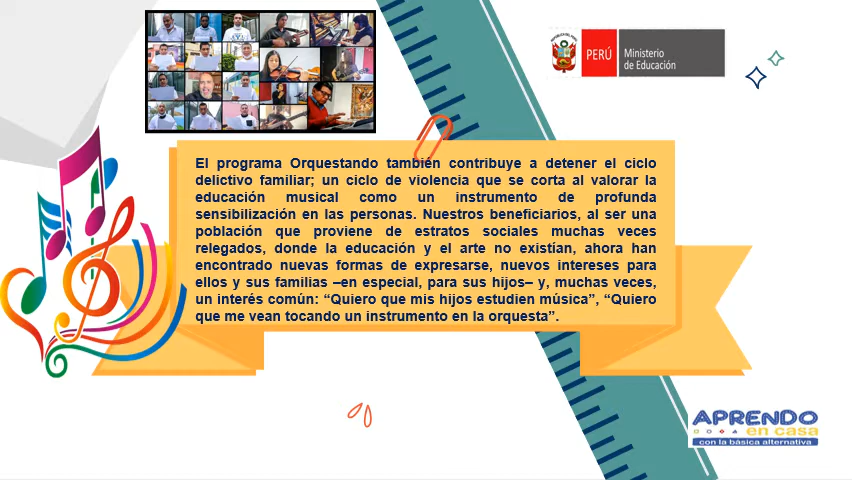 PERÚ
Ministerio
de Educación
El programa Orquestando también contribuye a detener el ciclo
delictivo familiar; un ciclo de violencia que se corta al valorar la
educación musical como un instrumento de profunda
sensibilización en las personas. Nuestros beneficiarios, al ser una
población que proviene de estratos sociales muchas veces
relegados, donde la educación y el arte no existían, ahora han
encontrado nuevas formas de expresarse, nuevos intereses para
ellos y sus familias –en especial, para sus hijos– y, muchas veces,
un interés común: “Quiero que mis hijos estudien música”, “Quiero
que me vean tocando un instrumento en la orquesta”.
APRENDO
en casa
con la básica alternativa